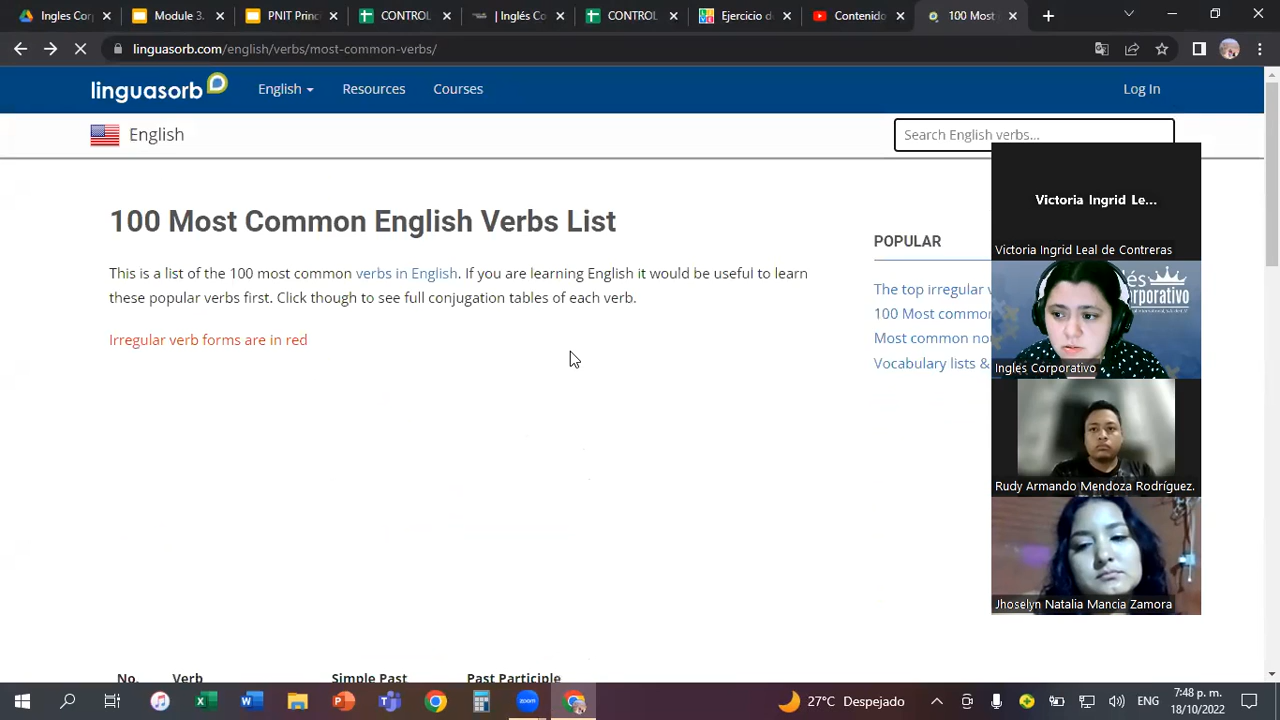 Ingles Co
Module 3.
PNIT Princ
CONTROL
| Inglés Co
CONTROL
Ejercicio d
Contenido
100 Most
linguasorb.com/english/verbs/most-common-verbs/
linguasorb
English
Resources
Courses
Log In
English
Search English verbs...
100 Most Common English Verbs List
This is a list of the 100 most common verbs in English. If you are learning English it would be useful to learn
these popular verbs first. Click though to see full conjugation tables of each verb.
Irregular verb forms are in red
POPULAR
The top irregular v
100 Most common
Most common nou
Vocabulary lists &
Victoria Ingrid Le...
Victoria Ingrid Leal de Contreras
Ingles Corporativo
Rudy Armando Mendoza Rodríguez.
Jhoselyn Natalia Mancia Zamora
No. Verb Simple Past Past Participle
27°C Despejado
ENG
7:48 p. m.
18/10/2022